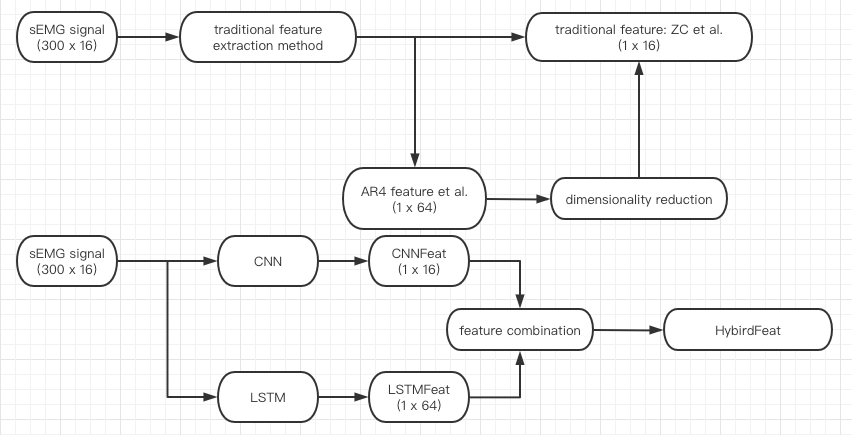 sEMG signal
(300 x 16)
traditional feature
extraction method
traditional feature: ZC et al.
(1 x 16)
AR4 feature et al.
(1 x 64)
dimensionality reduction
sEMG signal
(300 x 16)
CNN
CNNFeat
(1 x 16)
feature combination
HybirdFeat
LSTM
LSTMFeat
(1 x 64)